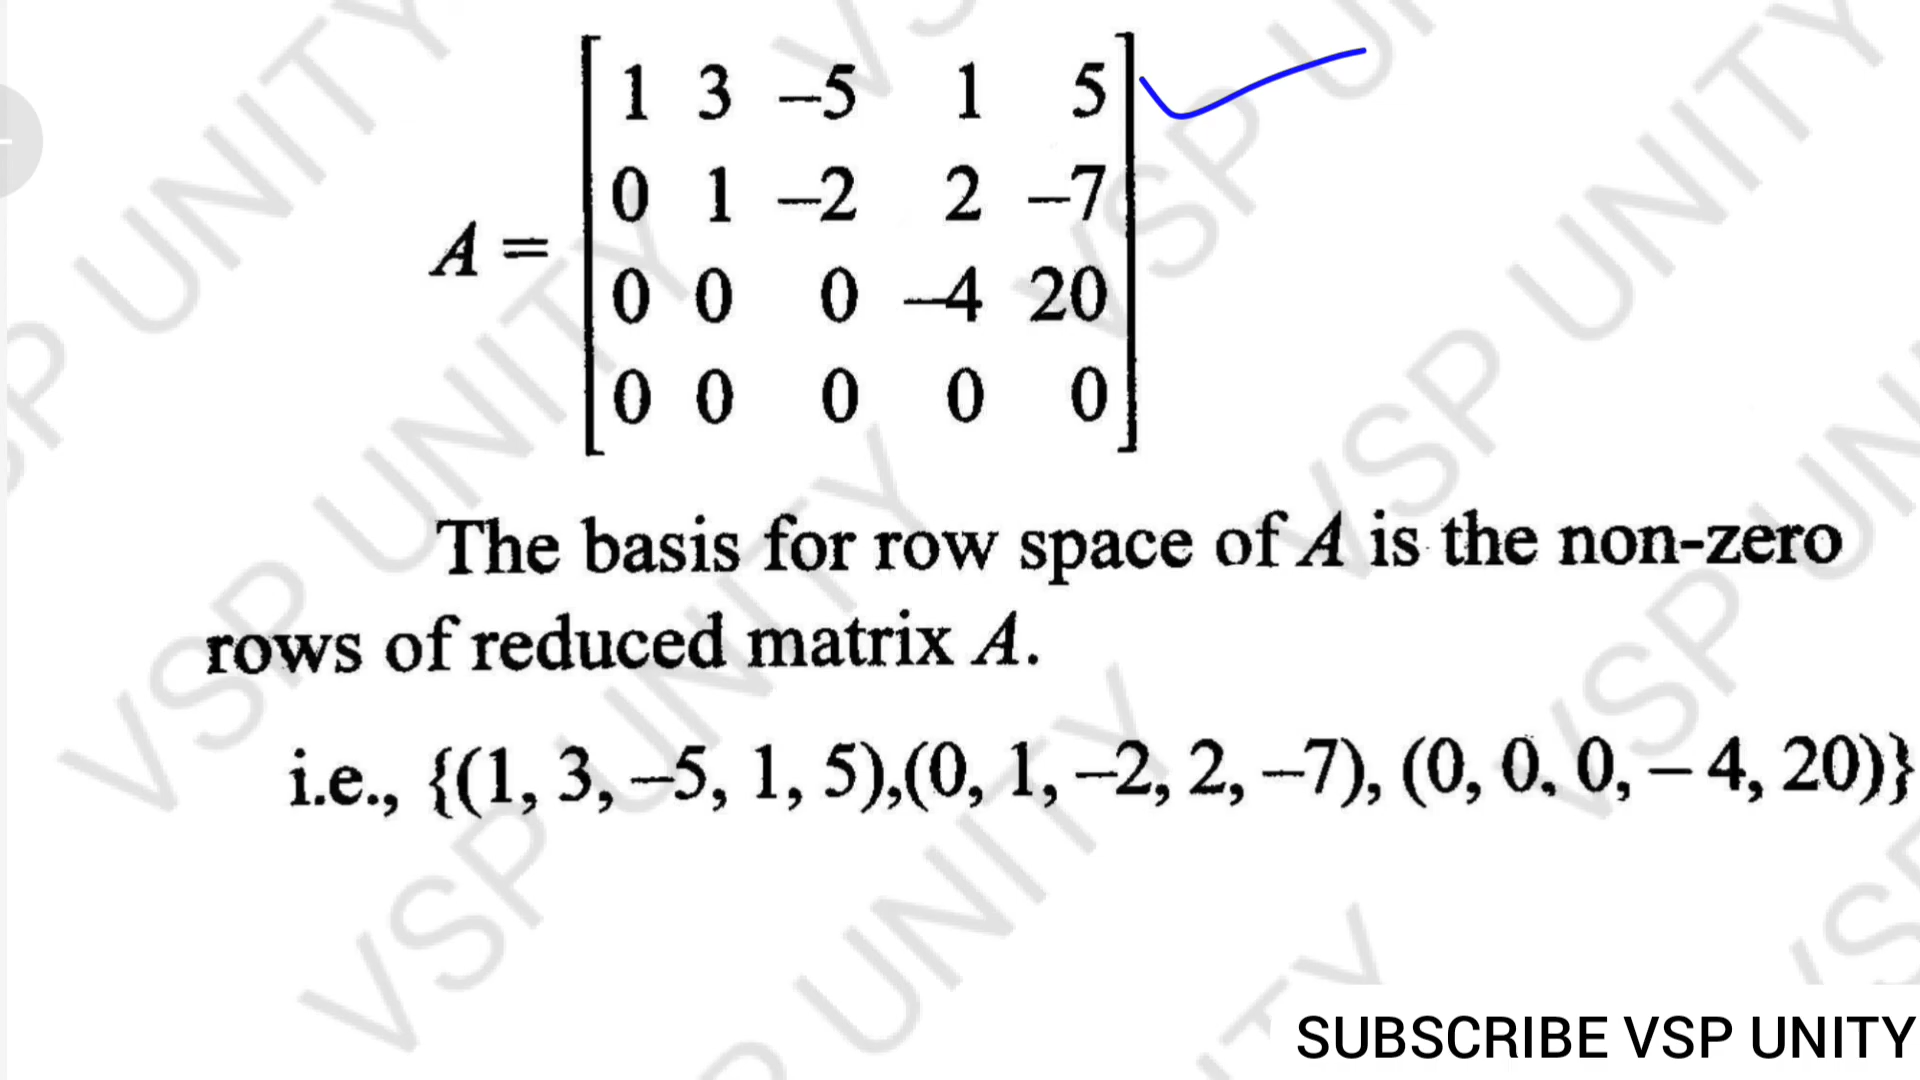 1 3 –5 1 5
0 1 –2 2 –7
A =
0 0 0 –4 20
0 0 0 0 0
The basis for row space of A is the non-zero
rows of reduced matrix A.
i.e., {(1, 3, –5, 1, 5),(0, 1, –2, 2, –7), (0, 0, 0, – 4, 20)}
SUBSCRIBE VSP UNITY
VSP UNITY